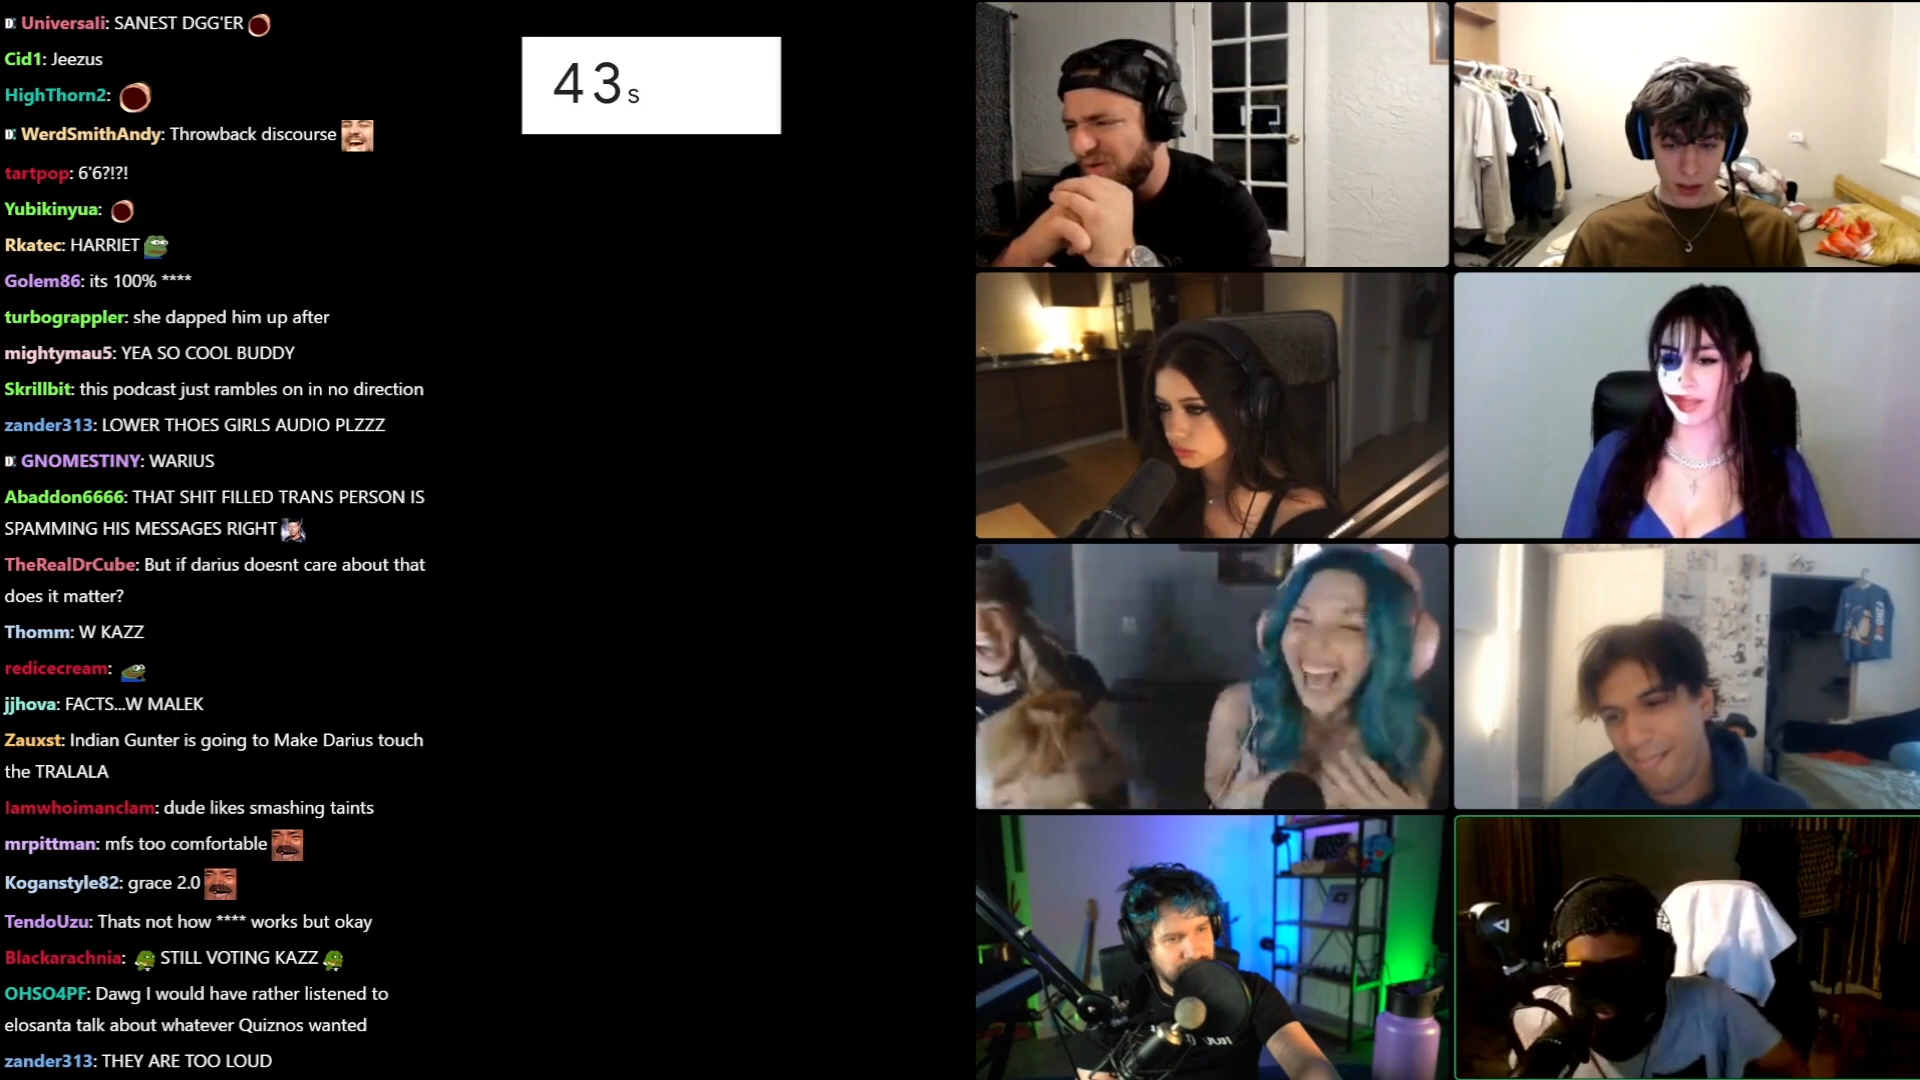 Universali: SANEST DGG'ER
Cid1: Jeezus
HighThorn2:
WerdSmithAndy: Throwback discourse
tartpop: 6'6?!?!
Yubikinyua:
Rkatec: HARRIET
Golem86: its 100% ****
turbograppler: she dapped him up after
mightymau5: YEA SO COOL BUDDY
Skrillbit: this podcast just rambles on in no direction
zander313: LOWER THOES GIRLS AUDIO PLZZZ
GNOMESTINY: WARIUS
Abaddon6666: THAT SHIT FILLED TRANS PERSON IS
SPAMMING HIS MESSAGES RIGHT
TheRealDrCube: But if darius doesnt care about that
does it matter?
Thomm: W KAZZ
redicecream:
jjhova: FACTS...W MALEK
Zauxst: Indian Gunter is going to Make Darius touch
the TRALALA
Iamwhoimanclam: dude likes smashing taints
mrpittman: mfs too comfortable
Koganstyle82: grace 2.0
TendoUzu: Thats not how **** works but okay
Blackarachnia: STILL VOTING KAZZ
OHSO4PF: Dawg I would have rather listened to
elosanta talk about whatever Quiznos wanted
zander313: THEY ARE TOO LOUD
43s